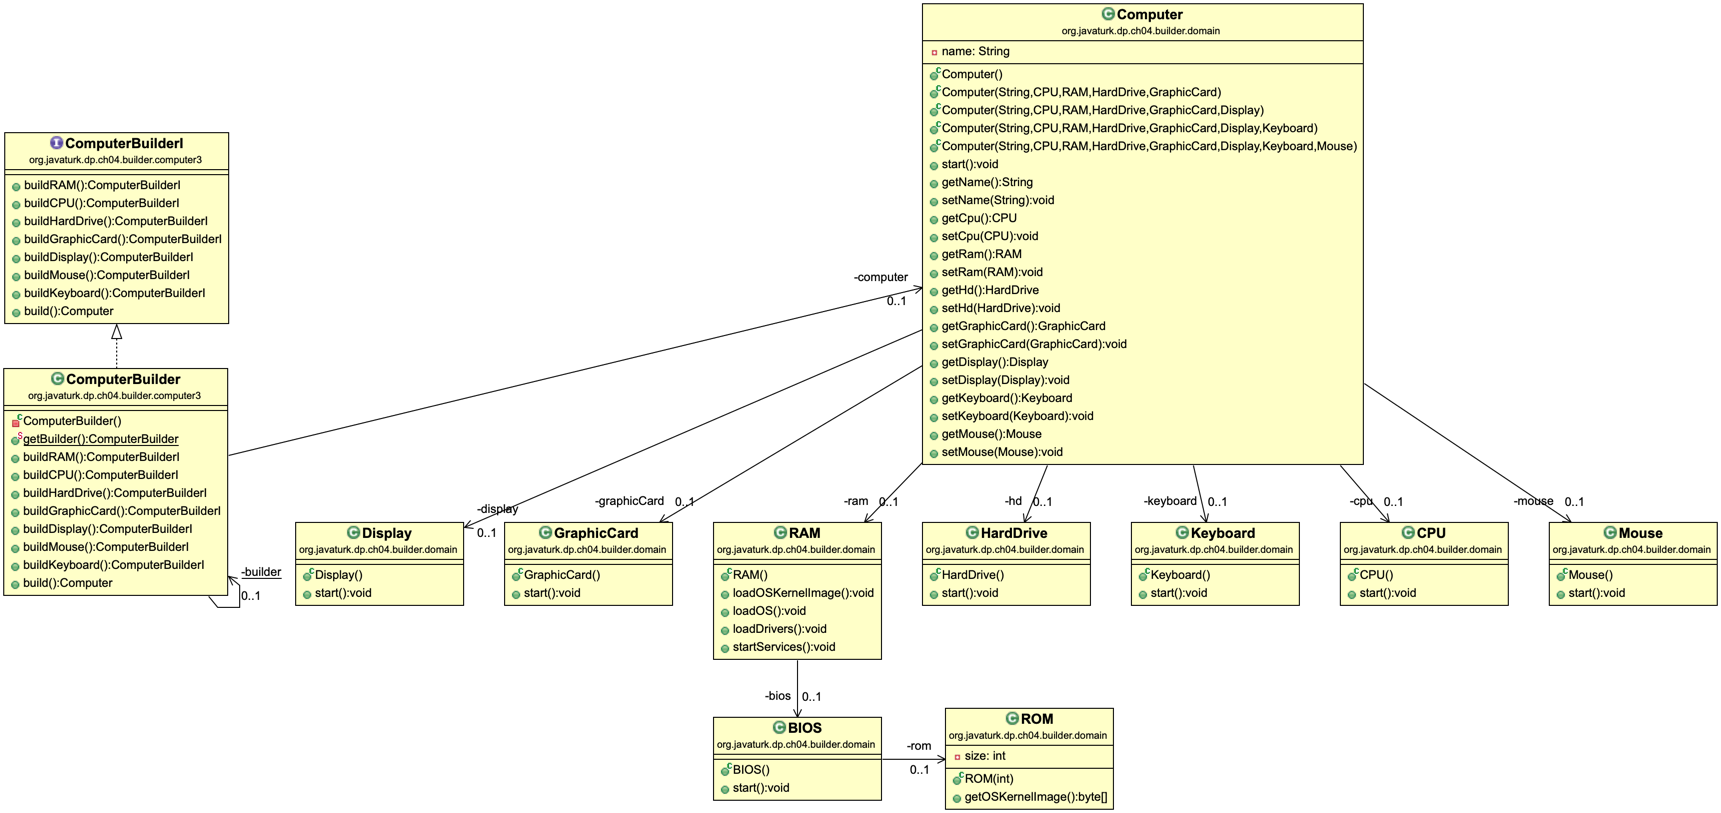 Computer
org.javaturk.dp.ch04.builder.domain
name: String
Computer()
Computer(String,CPU,RAM,HardDrive,GraphicCard)
Computer(String,CPU,RAM,HardDrive,GraphicCard,Display)
Computer(String,CPU,RAM,HardDrive,GraphicCard,Display,Keyboard)
Computer(String,CPU,RAM,HardDrive,GraphicCard,Display,Keyboard,Mouse)
start():void
getName():String
setName(String):void
getCpu():CPU
setCpu(CPU):void
getRam():RAM
setRam(RAM):void
getHd():HardDrive
setHd(HardDrive):void
getGraphicCard():GraphicCard
setGraphicCard(GraphicCard):void
getDisplay():Display
setDisplay(Display):void
getKeyboard():Keyboard
setKeyboard(Keyboard):void
getMouse():Mouse
setMouse(Mouse):void
ComputerBuilderI
org.javaturk.dp.ch04.builder.computer3
buildRAM():ComputerBuilderI
buildCPU():ComputerBuilderI
buildHardDrive():ComputerBuilderI
buildGraphicCard():ComputerBuilderI
buildDisplay():ComputerBuilderI
buildMouse():ComputerBuilderI
buildKeyboard():ComputerBuilderI
build():Computer
-computer
0..1
ComputerBuilder
org.javaturk.dp.ch04.builder.computer3
ComputerBuilder()
getBuilder():ComputerBuilder
buildRAM():ComputerBuilderI
buildCPU():ComputerBuilderI
buildHardDrive():ComputerBuilderI
buildGraphicCard():ComputerBuilderI
buildDisplay():ComputerBuilderI
buildMouse():ComputerBuilderI
buildKeyboard():ComputerBuilderI
build():Computer
-builder
0..1
-display
0..1
-graphicCard
0..1
-ram
0..1
-hd
0..1
-keyboard
0..1
-cpu
0..1
-mouse
0..1
Display
org.javaturk.dp.ch04.builder.domain
Display()
start():void
GraphicCard
org.javaturk.dp.ch04.builder.domain
GraphicCard()
start():void
RAM
org.javaturk.dp.ch04.builder.domain
RAM()
loadOSKernelImage():void
loadOS():void
loadDrivers():void
startServices():void
HardDrive
org.javaturk.dp.ch04.builder.domain
HardDrive()
start():void
Keyboard
org.javaturk.dp.ch04.builder.domain
Keyboard()
start():void
CPU
org.javaturk.dp.ch04.builder.domain
CPU()
start():void
Mouse
org.javaturk.dp.ch04.builder.domain
Mouse()
start():void
-bios
0..1
BIOS
org.javaturk.dp.ch04.builder.domain
BIOS()
start():void
-rom
0..1
ROM
org.javaturk.dp.ch04.builder.domain
size: int
ROM(int)
getOSKernelImage():byte[]